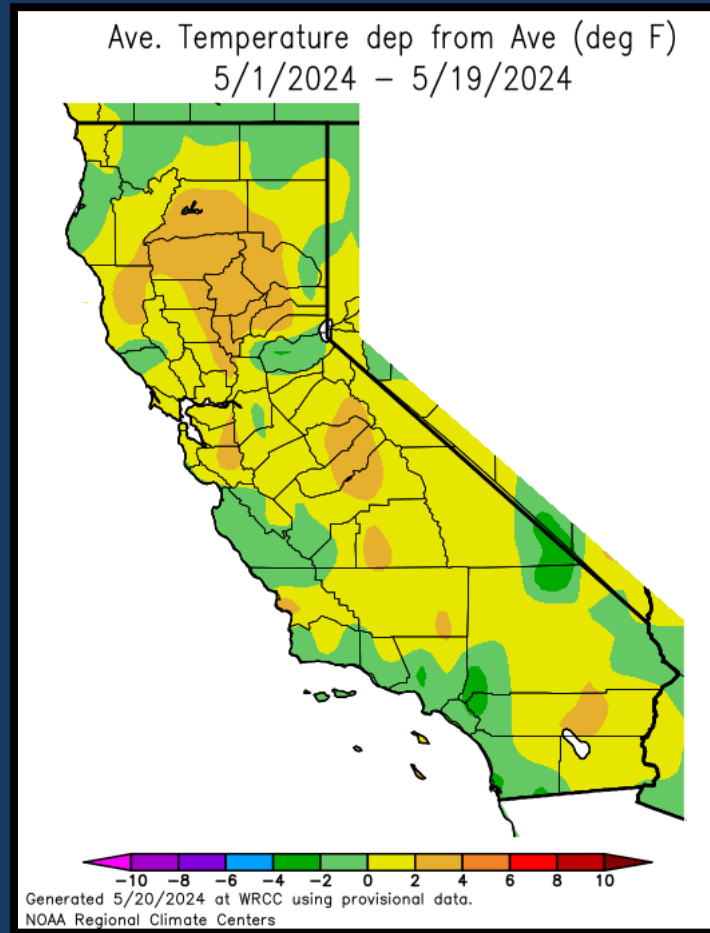 Ave. Temperature dep from Ave (deg F)
5/1/2024 – 5/19/2024
-10 -8 -6 -4 -2 0 2 4 6 8 10
Generated 5/20/2024 at WRCC using provisional data.
NOAA Regional Climate Centers